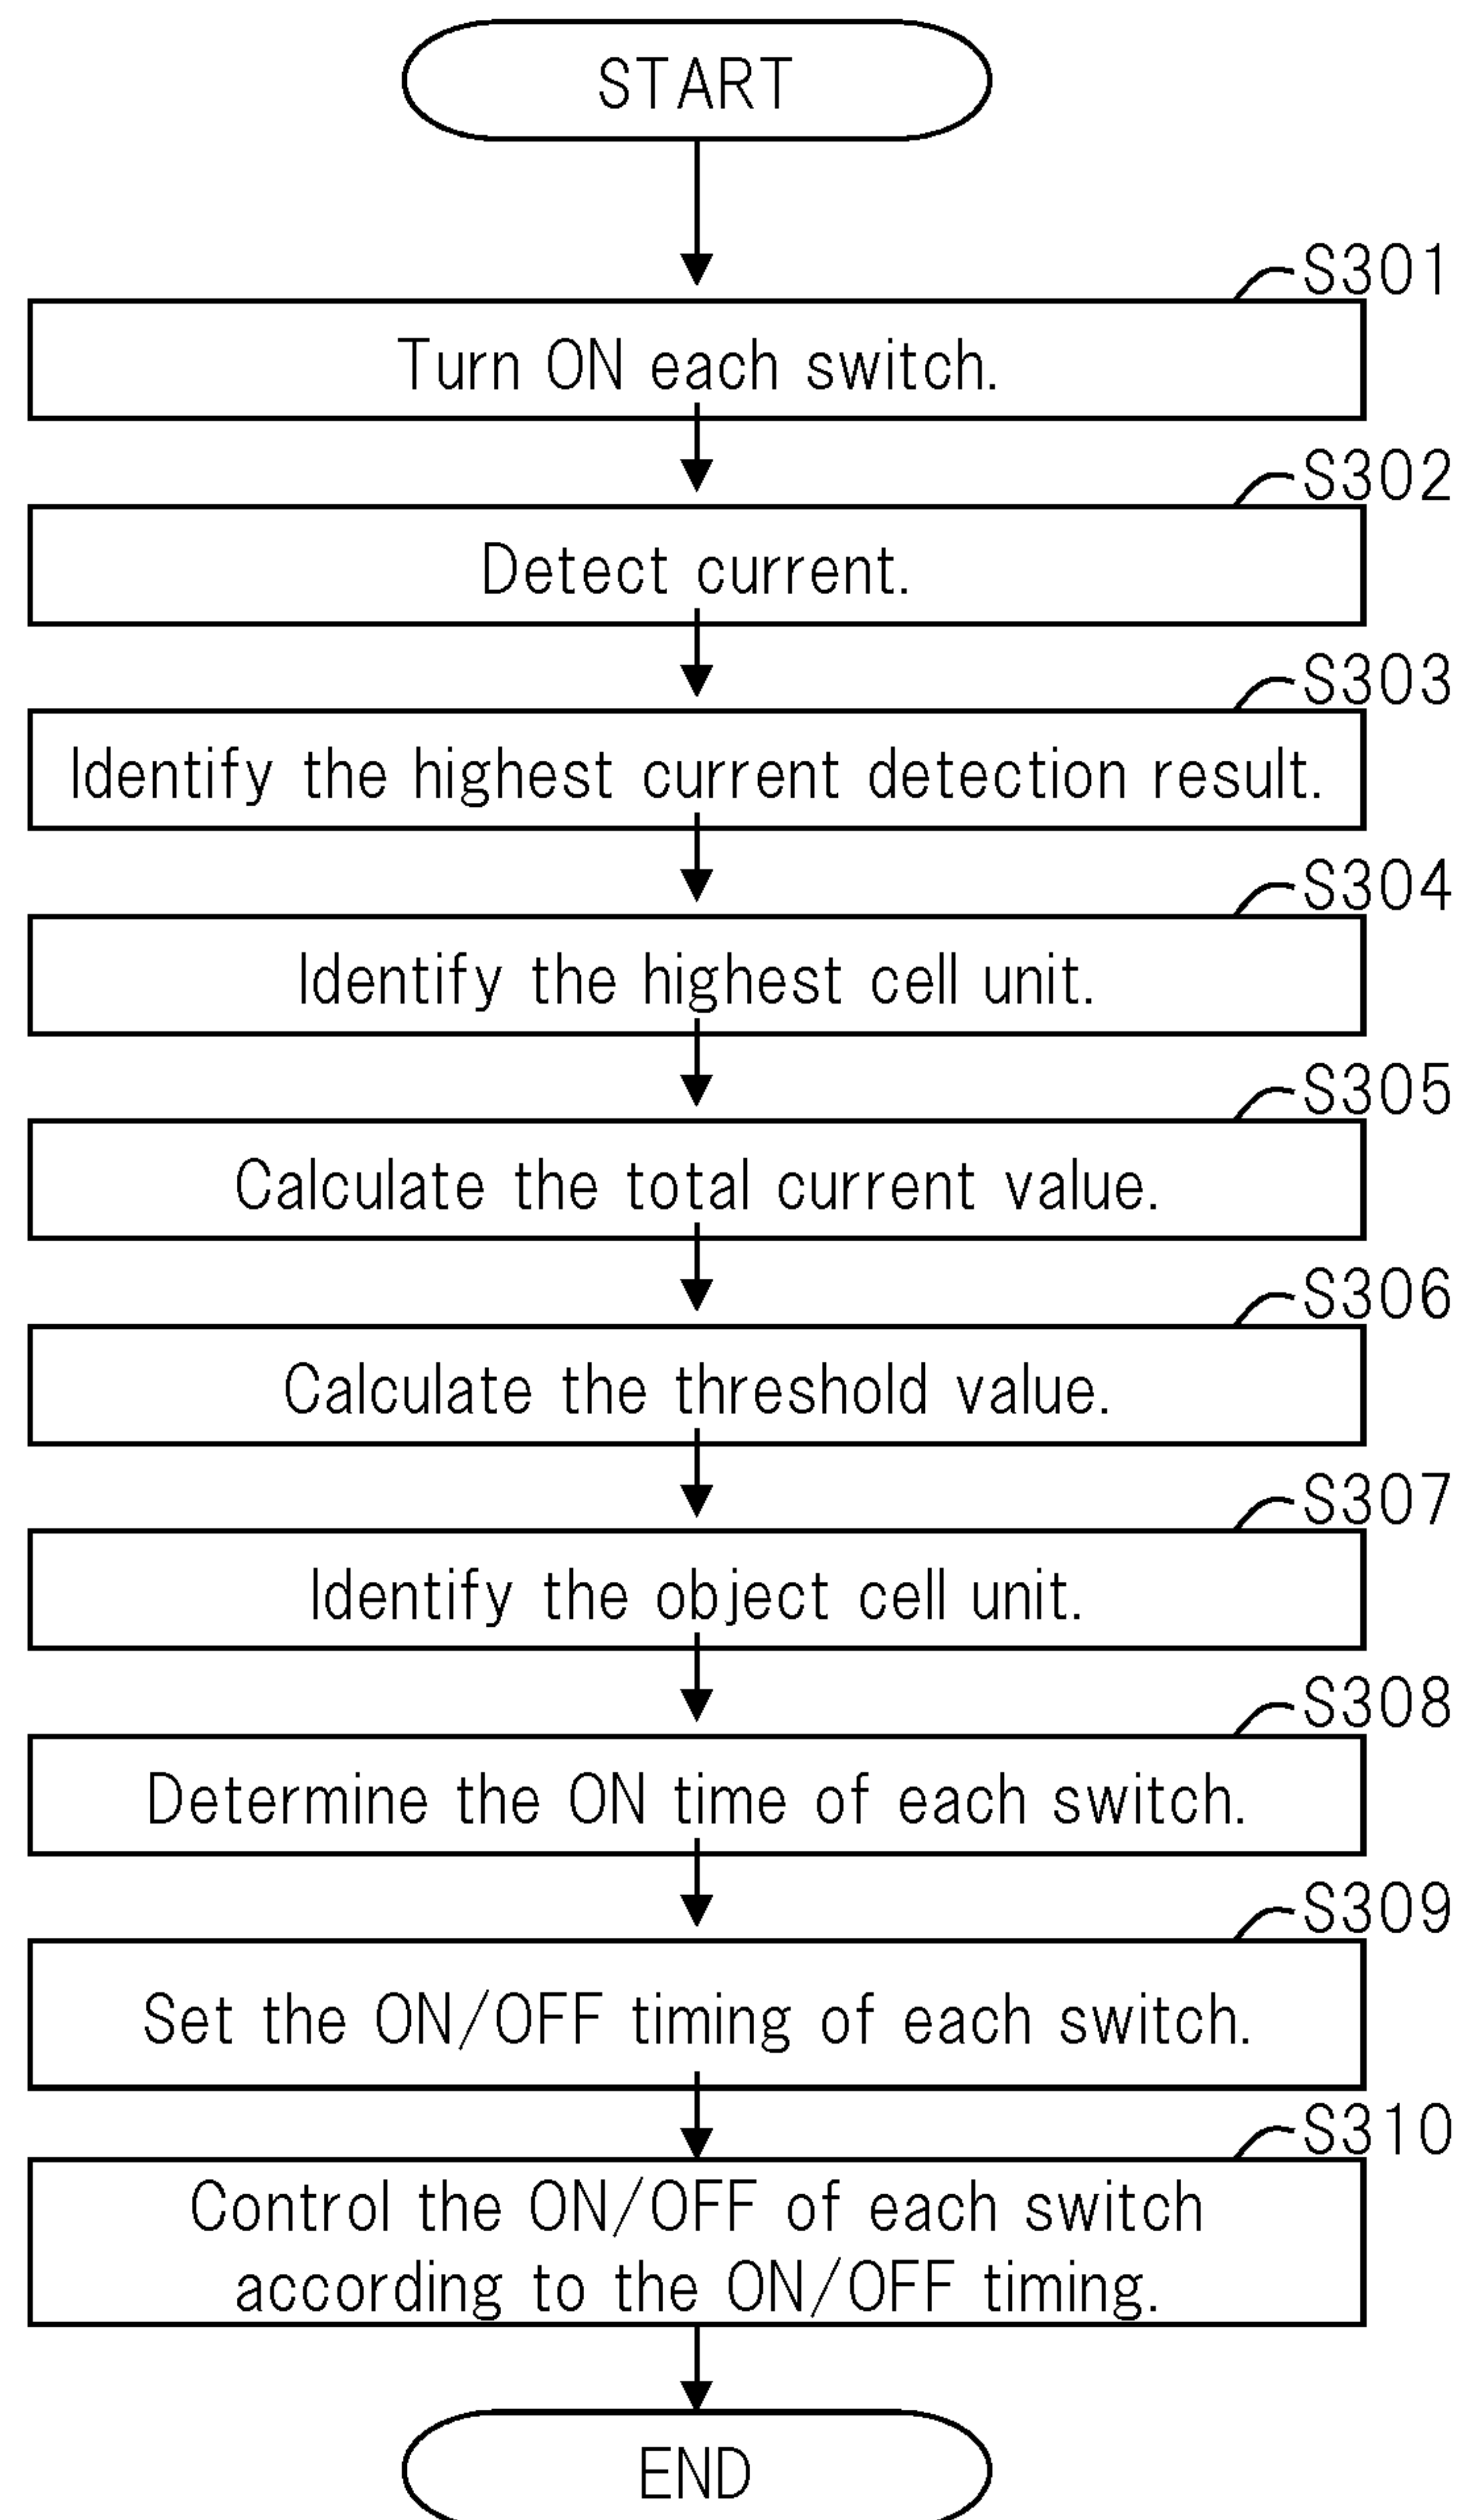 START
S301
Turn ON each switch.
S302
Detect current.
S303
Identify the highest current detection result.
S304
Identify the highest cell unit.
S305
Calculate the total current value.
S306
Calculate the threshold value.
S307
Identify the object cell unit.
S308
Determine the ON time of each switch.
S309
Set the ON/OFF timing of each switch.
S310
Control the ON/OFF of each switch
according to the ON/OFF timing.
END